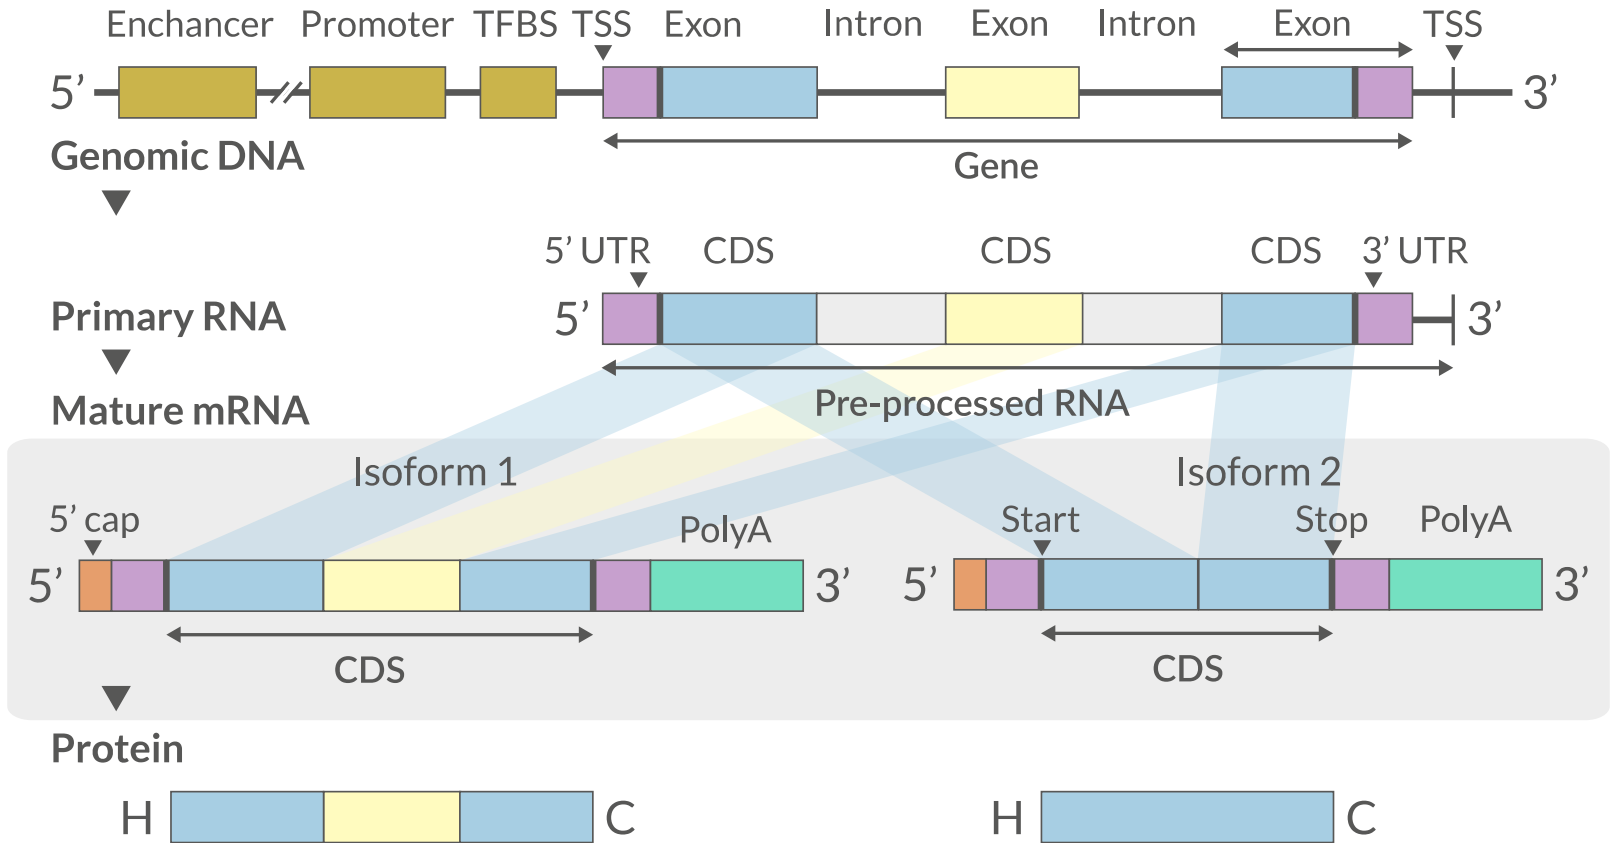 Enchancer Promoter TFBS TSS Exon Intron Exon Intron Exon TSS
5’ 3’
Genomic DNA
Gene
5’ UTR CDS CDS CDS 3’ UTR
Primary RNA 5’ 3’
Mature mRNA Pre-processed RNA
Isoform 1 Isoform 2
5’ cap PolyA Start Stop PolyA
5’ 3’ 5’ 3’
CDS CDS
Protein
H C H C